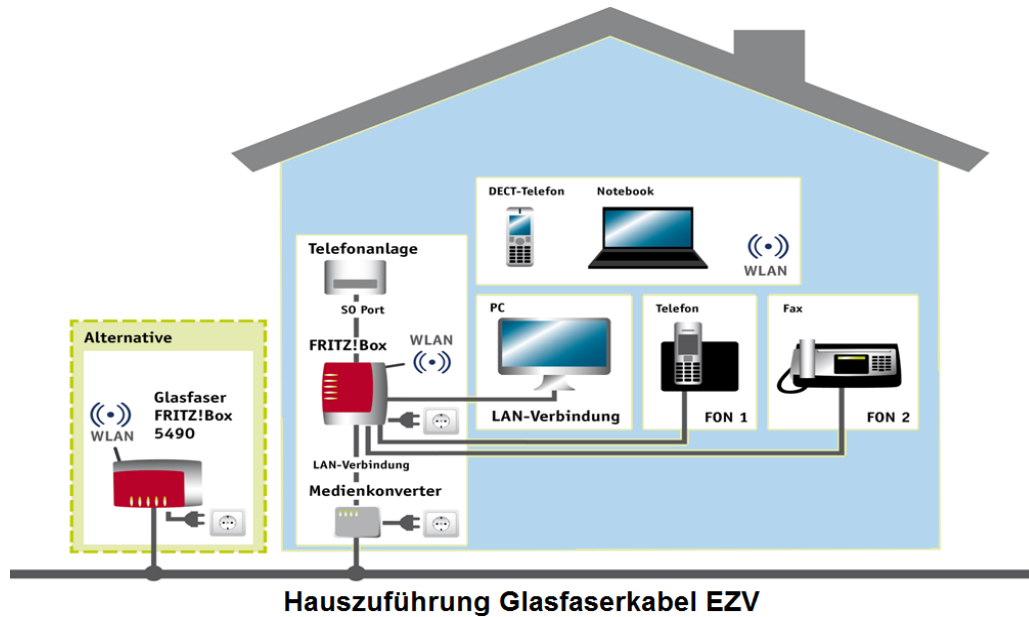 DECT-Telefon
Notebook
WLAN
Telefonanlage
SO Port
FRITZ!Box
WLAN
PC
LAN-Verbindung
Telefon
FON 1
Fax
FON 2
LAN-Verbindung
Medienkonverter
Alternative
Glasfaser
FRITZ!Box
5490
WLAN
Hauszuführung Glasfaserkabel EZV